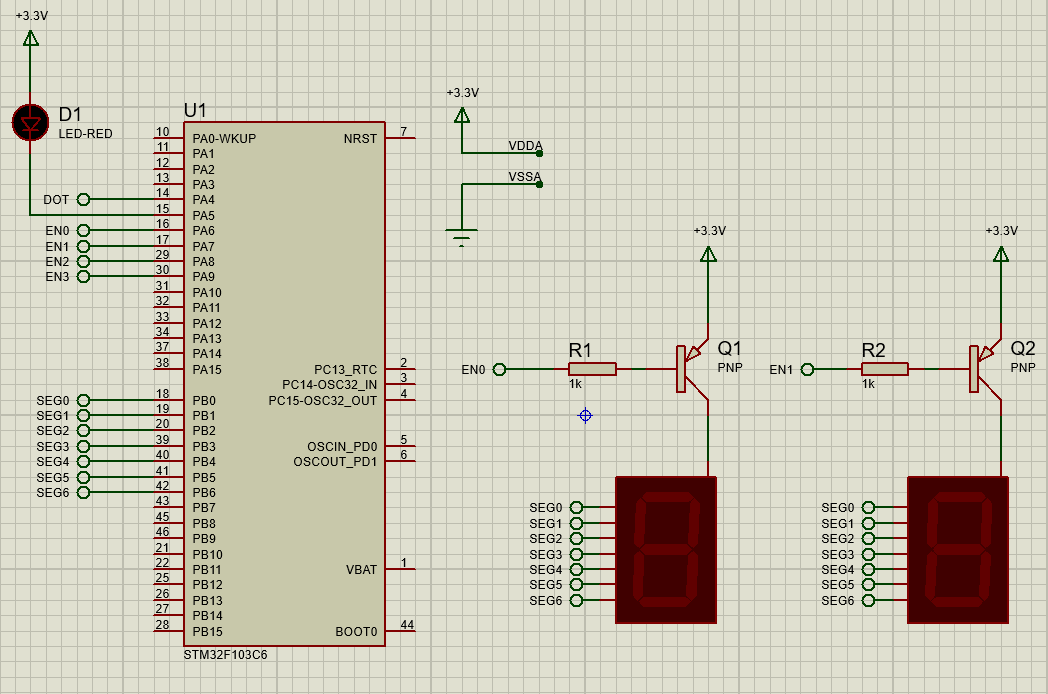 +3.3V
D1
LED-RED
U1
10 PA0-WKUP
11 PA1
12 PA2
13 PA3
DOT 14 PA4
15 PA5
EN0 16 PA6
EN1 17 PA7
EN2 29 PA8
EN3 30 PA9
31 PA10
32 PA11
33 PA12
34 PA13
37 PA14
38 PA15
SEG0 18 PB0
SEG1 19 PB1
SEG2 20 PB2
SEG3 39 PB3
SEG4 40 PB4
SEG5 41 PB5
SEG6 42 PB6
43 PB7
45 PB8
46 PB9
21 PB10
22 PB11
25 PB12
26 PB13
27 PB14
28 PB15
NRST 7
PC13_RTC 2
PC14-OSC32_IN 3
PC15-OSC32_OUT 4
OSCIN_PD0 5
OSCOUT_PD1 6
VBAT 1
BOOT0 44
STM32F103C6
+3.3V
VDDA
VSSA
+3.3V
EN0
R1
1k
Q1
PNP
SEG0
SEG1
SEG2
SEG3
SEG4
SEG5
SEG6
+3.3V
EN1
R2
1k
Q2
PNP
SEG0
SEG1
SEG2
SEG3
SEG4
SEG5
SEG6